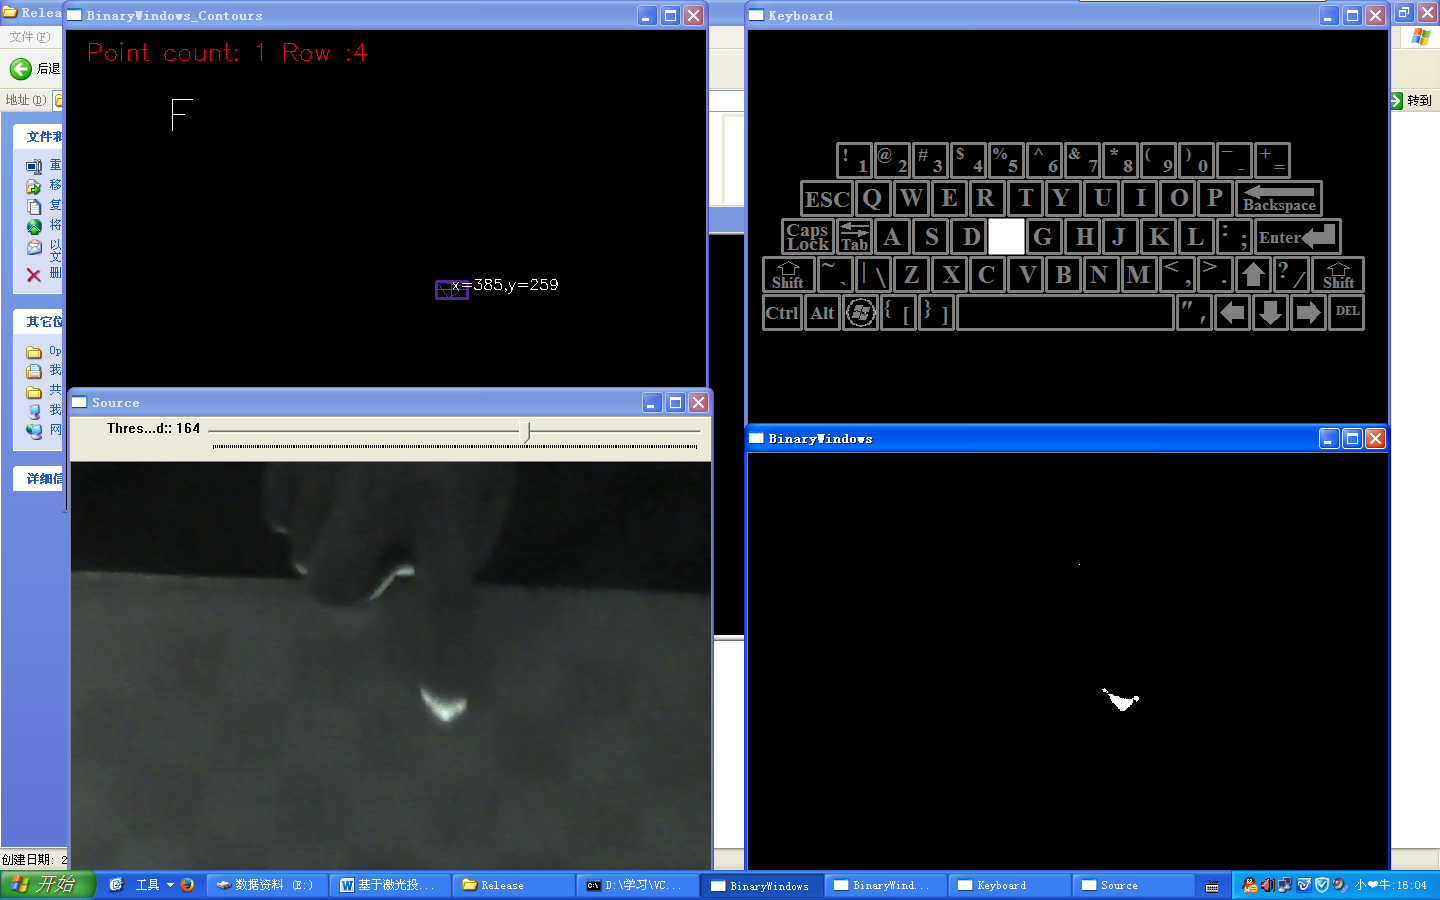 Relea
BinaryWindows_Contours
Keyboard
文件(F)
后退
地址(D)
转到
Point count: 1 Row :4
F
x=385,y=259
文件和
重
移
复
将
以
文
删
其它位
Op
我
共
我
网
详细信
! 1 @ 2 # 3 $ 4 % 5 ^ 6 & 7 * 8 ( 9 ) 0 _ - + =
ESC Q W E R T Y U I O P Backspace
Caps Lock Tab A S D G H J K L : ; Enter
Shift ~ ` | \ Z X C V B N M < , > . ? / Shift
Ctrl Alt { [ } ] " , DEL
Source
Thres...d:: 164
BinaryWindows
创建日期: 2
开始
工具
数据资料 (E:)
基于激光投...
Release
D:\学习\VC...
BinaryWindows
BinaryWind...
Keyboard
Source
小❤牛:16:04